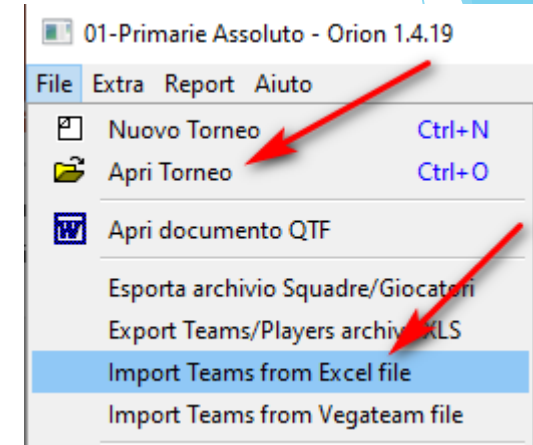 01-Primarie Assoluto - Orion 1.4.19
File Extra Report Aiuto
Nuovo Torneo Ctrl+N
Apri Torneo Ctrl+O
Apri documento QTF
Esporta archivio Squadre/Giocatori
Export Teams/Players archive XLS
Import Teams from Excel file
Import Teams from Vegateam file